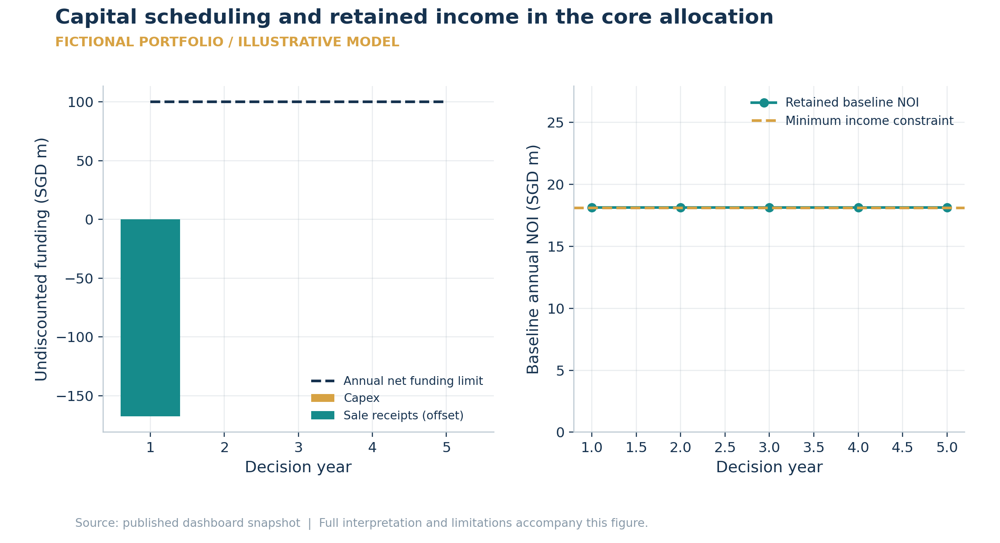 Capital scheduling and retained income in the core allocation
FICTIONAL PORTFOLIO / ILLUSTRATIVE MODEL
Undiscounted funding (SGD m)
100
50
0
−50
−100
−150
Annual net funding limit
Capex
Sale receipts (offset)
1 2 3 4 5
Decision year
Baseline annual NOI (SGD m)
25
20
15
10
5
0
Retained baseline NOI
Minimum income constraint
1.0 1.5 2.0 2.5 3.0 3.5 4.0 4.5 5.0
Decision year
Source: published dashboard snapshot | Full interpretation and limitations accompany this figure.